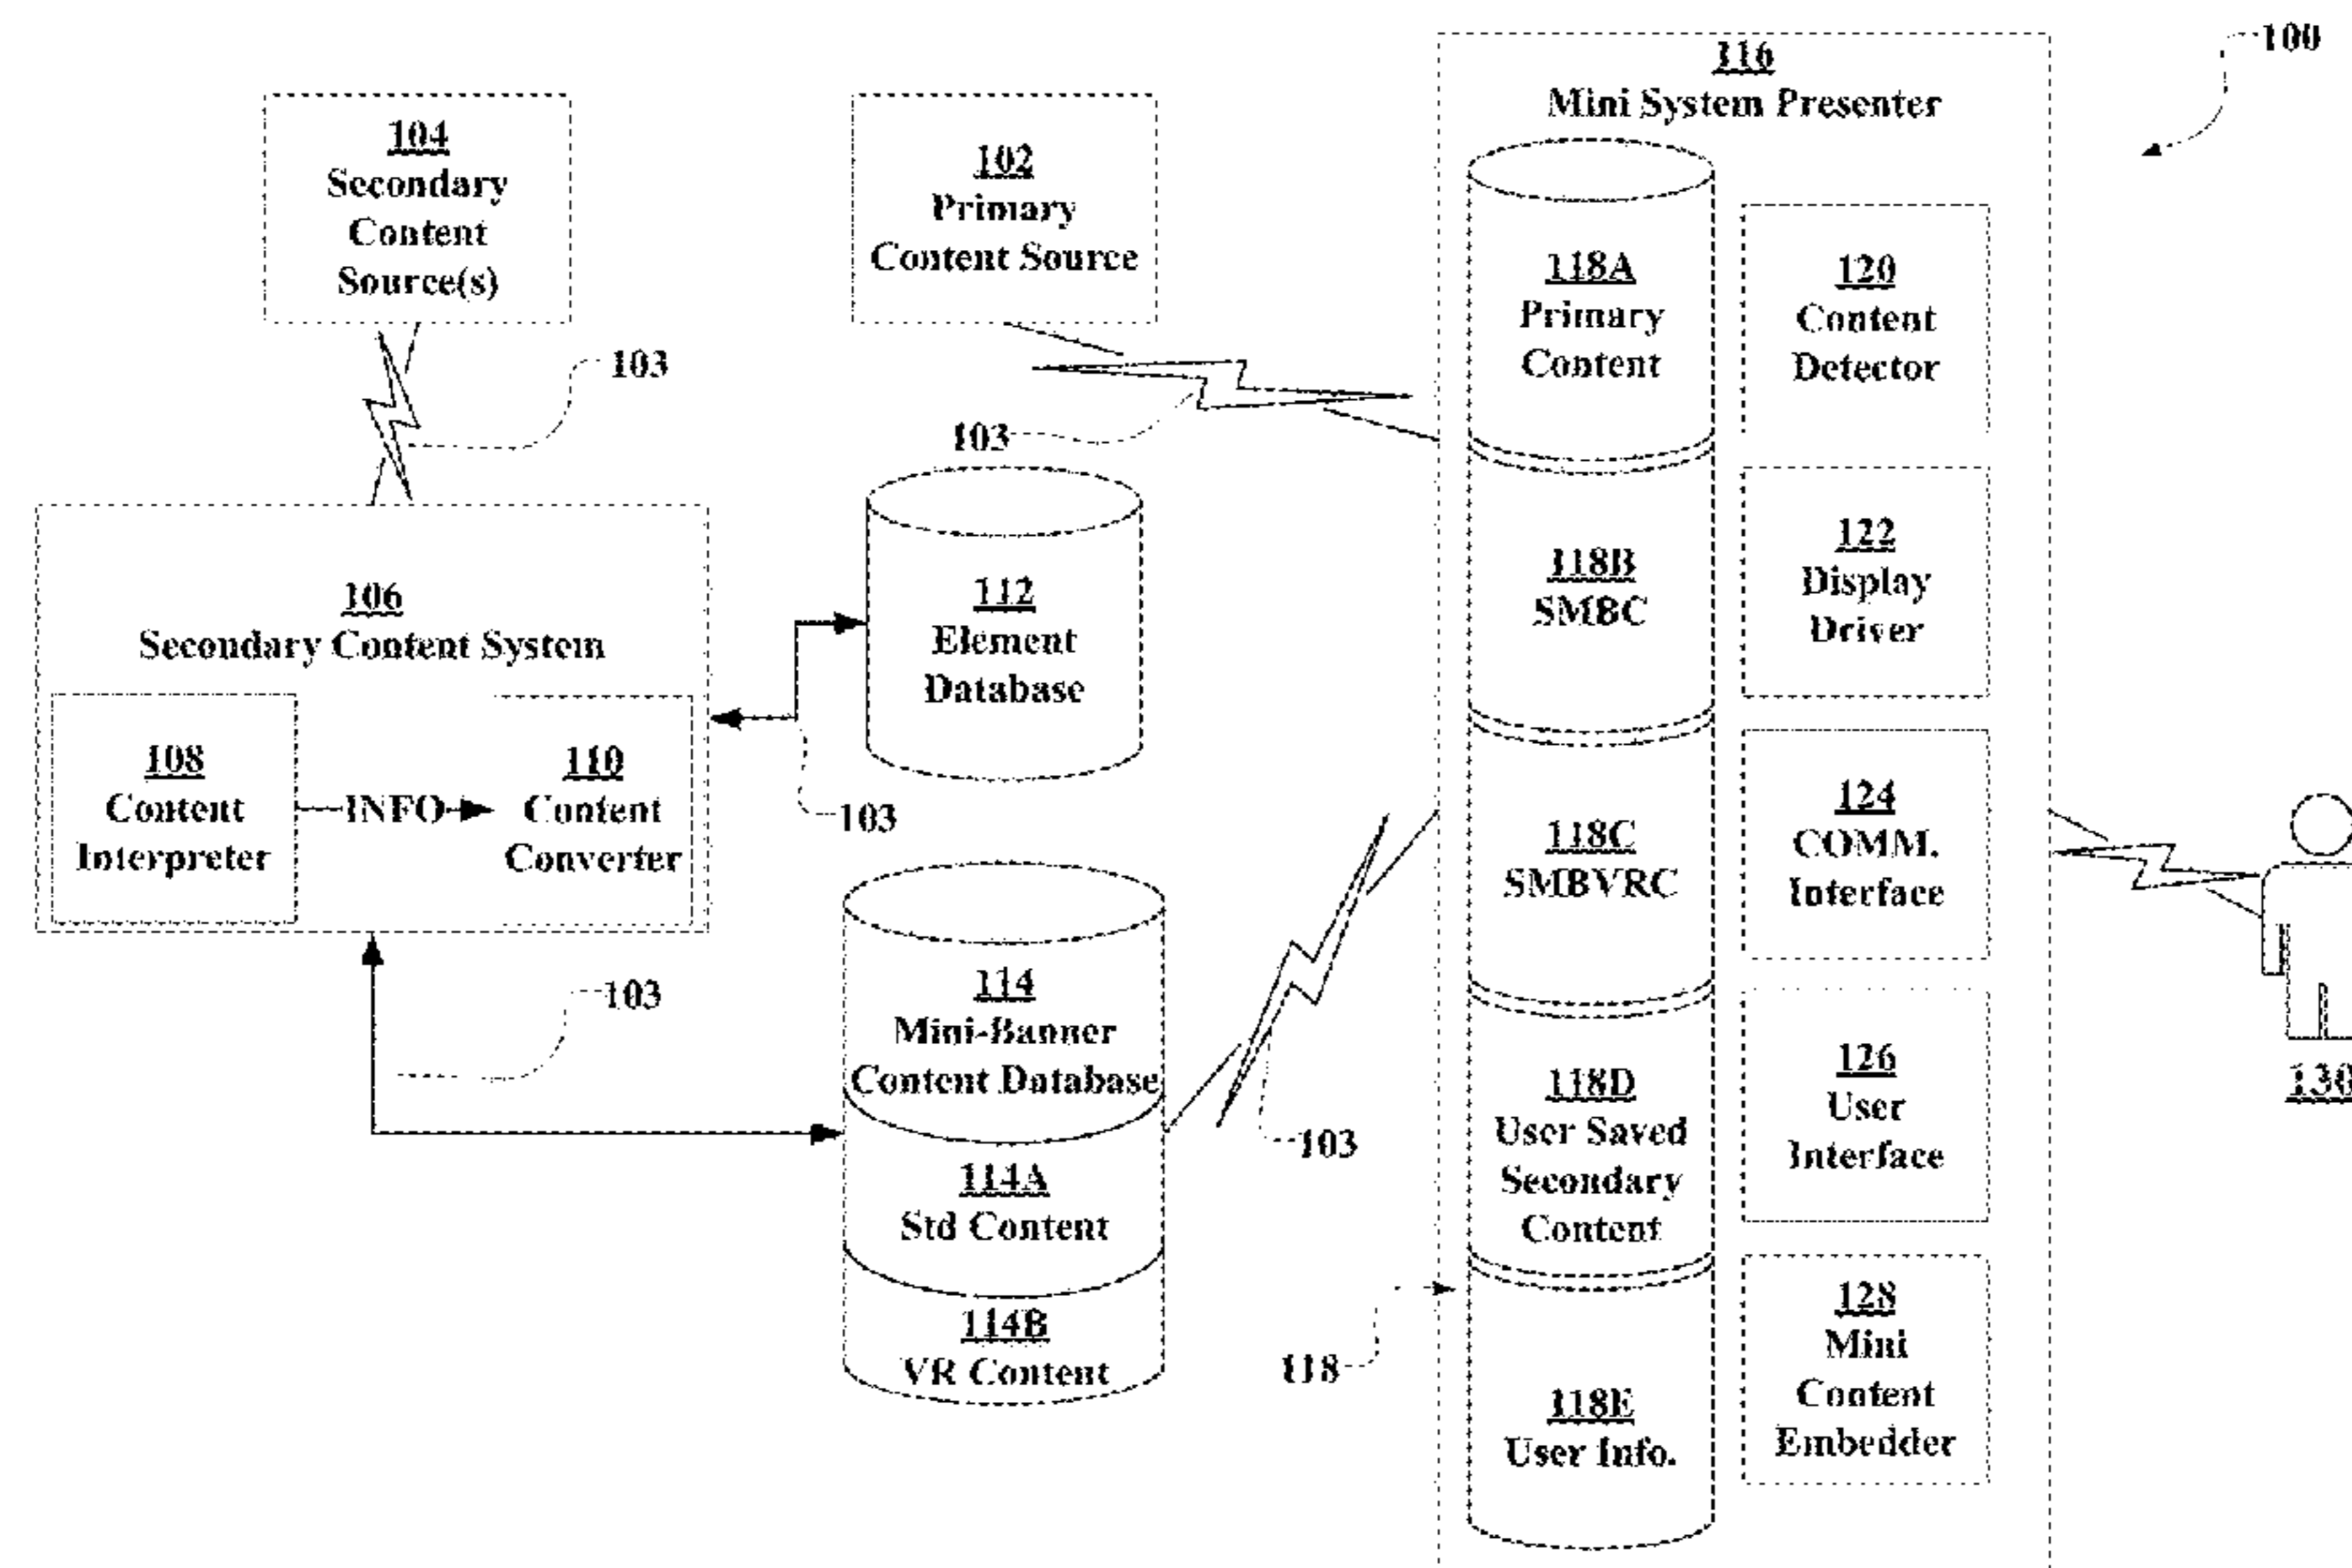 100
116
Mini System Presenter
104
Secondary
Content
Source(s)
102
Primary
Content Source
118A
Primary
Content
120
Content
Detector
103
103
106
Secondary Content System
112
Element
Database
118B
SMBC
122
Display
Driver
108
Content
Interpreter
INFO
110
Content
Converter
103
118C
SMBVRC
124
COMM.
Interface
103
114
Mini-Banner
Content Database
114A
Std Content
114B
VR Content
103
118D
User Saved
Secondary
Content
126
User
Interface
130
118
118E
User Info.
128
Mini
Content
Embedder